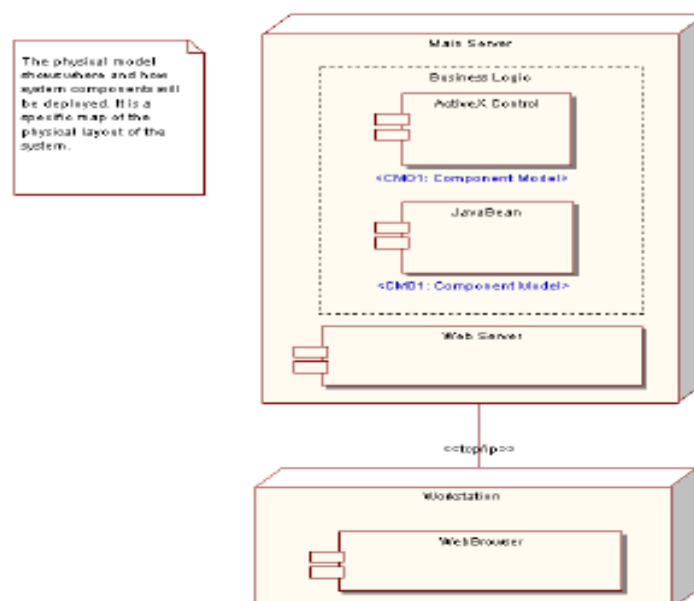 The physical model
shows where and how
system components will
be deployed. It is a
specific map of the
physical layout of the
system.
Main Server
Business Logic
ActiveX Control
<CM01: Component Model>
JavaBean
<CM01: Component Model>
Web Server
<<tcp/ip>>
Workstation
WebBrowser